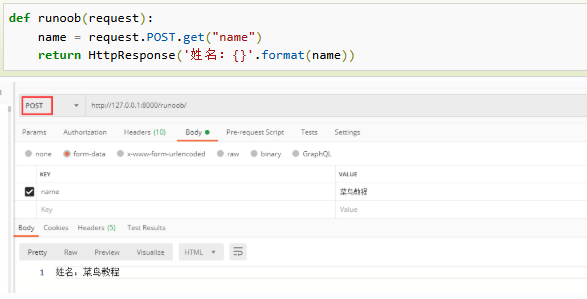 def runoob(request):
    name = request.POST.get("name")
    return HttpResponse('姓名：{}'.format(name))
POST http://127.0.0.1:8000/runoob/
Params Authorization Headers (10) Body Pre-request Script Tests Settings
none form-data x-www-form-urlencoded raw binary GraphQL
KEY VALUE
name 菜鸟教程
Key Value
Body Cookies Headers (5) Test Results
Pretty Raw Preview Visualize HTML
1 姓名：菜鸟教程